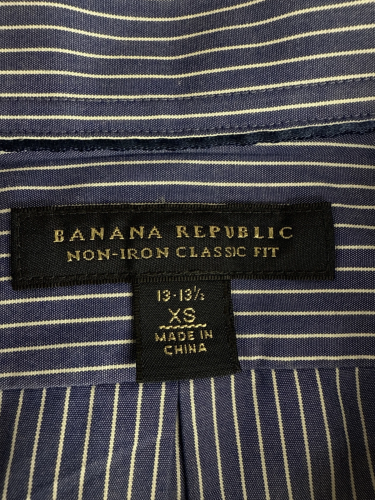 BANANA REPUBLIC
NON-IRON CLASSIC FIT
13-13½
XS
MADE IN
CHINA